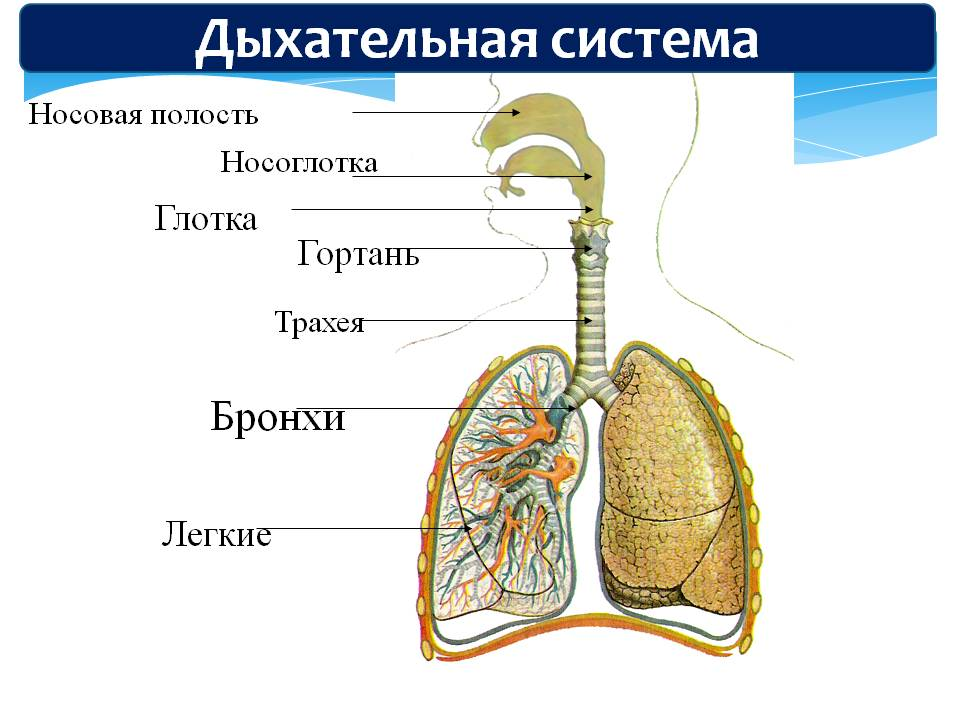 Дыхательная система
Носовая полость
Носоглотка
Глотка
Гортань
Трахея
Бронхи
Легкие